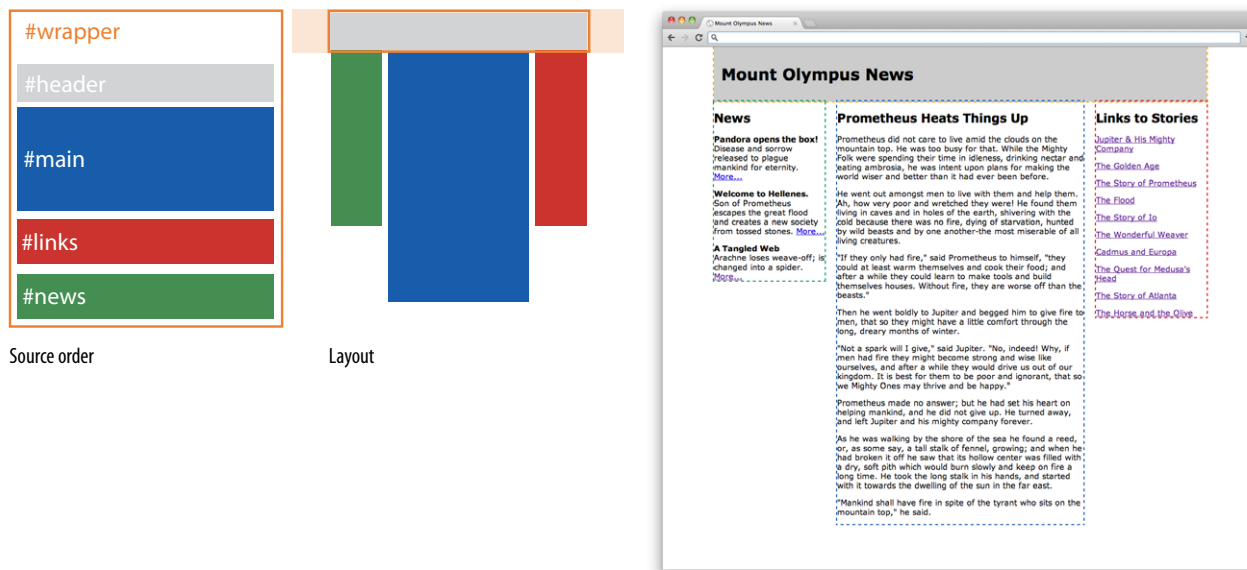 #wrapper
#header
#main
#links
#news
Source order
Layout
Mount Olympus News
Mount Olympus News
News
Pandora opens the box!
Disease and sorrow
released to plague
mankind for eternity.
More...
Welcome to Hellenes.
Son of Prometheus
escapes the great flood
and creates a new society
from tossed stones. More...
A Tangled Web
Arachne loses weave-off; is
changed into a spider.
More...
Prometheus Heats Things Up
Prometheus did not care to live amid the clouds on the
mountain top. He was too busy for that. While the Mighty
Folk were spending their time in idleness, drinking nectar and
eating ambrosia, he was intent upon plans for making the
world wiser and better than it had ever been before.
He went out amongst men to live with them and help them.
Ah, how very poor and wretched they were! He found them
living in caves and in holes of the earth, shivering with the
cold because there was no fire, dying of starvation, hunted
by wild beasts and by one another-the most miserable of all
living creatures.
"If they only had fire," said Prometheus to himself, "they
could at least warm themselves and cook their food; and
after a while they could learn to make tools and build
themselves houses. Without fire, they are worse off than the
beasts."
Then he went boldly to Jupiter and begged him to give fire to
men, that so they might have a little comfort through the
long, dreary months of winter.
"Not a spark will I give," said Jupiter. "No, indeed! Why, if
men had fire they might become strong and wise like
ourselves, and after a while they would drive us out of our
kingdom. It is best for them to be poor and ignorant, that so
we Mighty Ones may thrive and be happy."
Prometheus made no answer; but he had set his heart on
helping mankind, and he did not give up. He turned away,
and left Jupiter and his mighty company forever.
As he was walking by the shore of the sea he found a reed,
or, as some say, a tall stalk of fennel, growing; and when he
had broken it off he saw that its hollow center was filled with
a dry, soft pith which would burn slowly and keep on fire a
long time. He took the long stalk in his hands, and started
with it towards the dwelling of the sun in the far east.
"Mankind shall have fire in spite of the tyrant who sits on the
mountain top," he said.
Links to Stories
Jupiter & His Mighty
Company
The Golden Age
The Story of Prometheus
The Flood
The Story of Io
The Wonderful Weaver
Cadmus and Europa
The Quest for Medusa's
Head
The Story of Atlanta
The Horse and the Olive